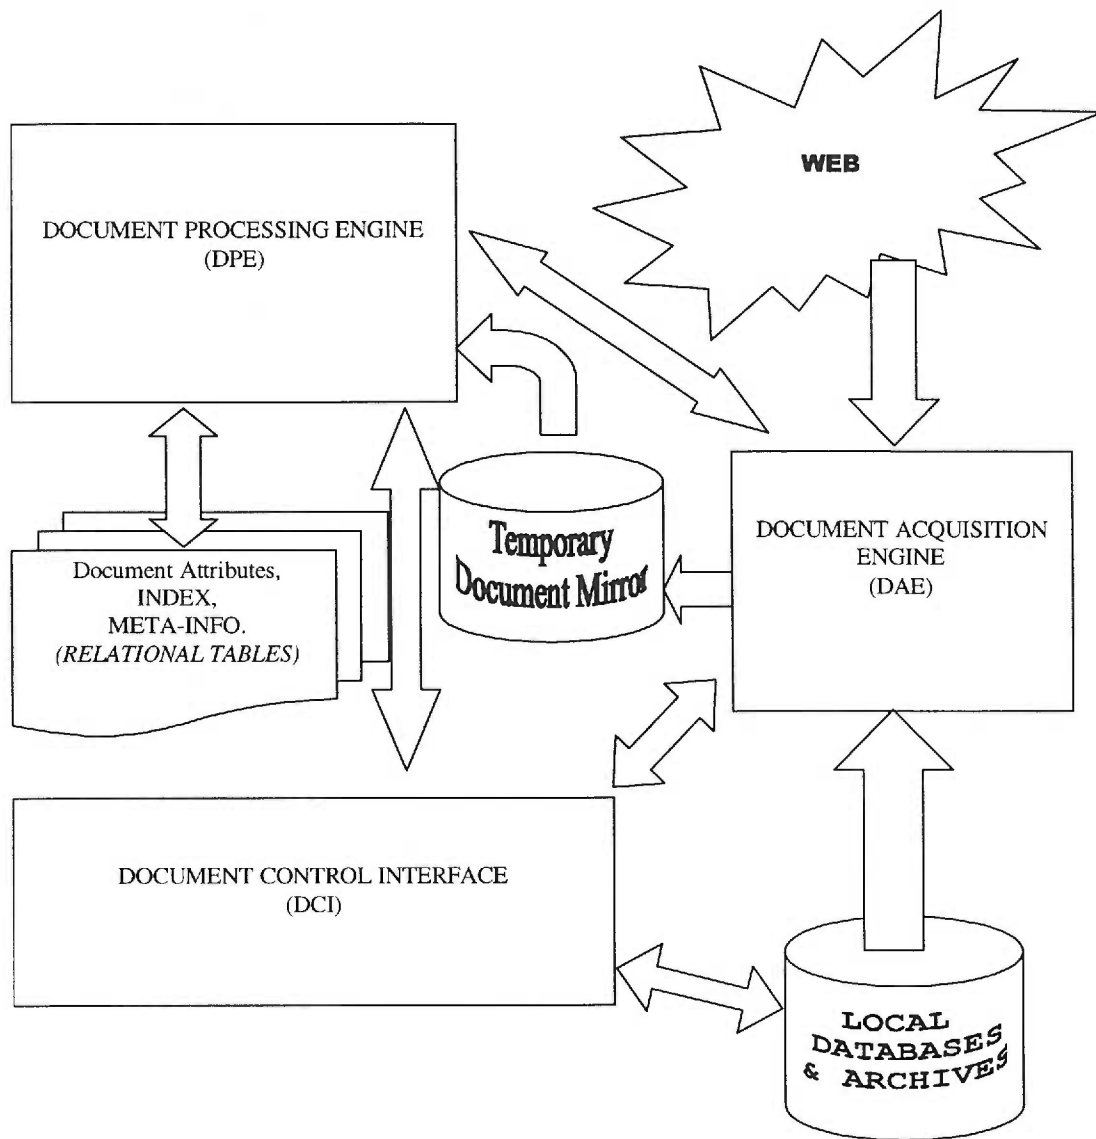 WEB
DOCUMENT PROCESSING ENGINE
(DPE)
Temporary
Document Mirror
DOCUMENT ACQUISITION
ENGINE
(DAE)
Document Attributes,
INDEX,
META-INFO.
(RELATIONAL TABLES)
DOCUMENT CONTROL INTERFACE
(DCI)
LOCAL
DATABASES
& ARCHIVES